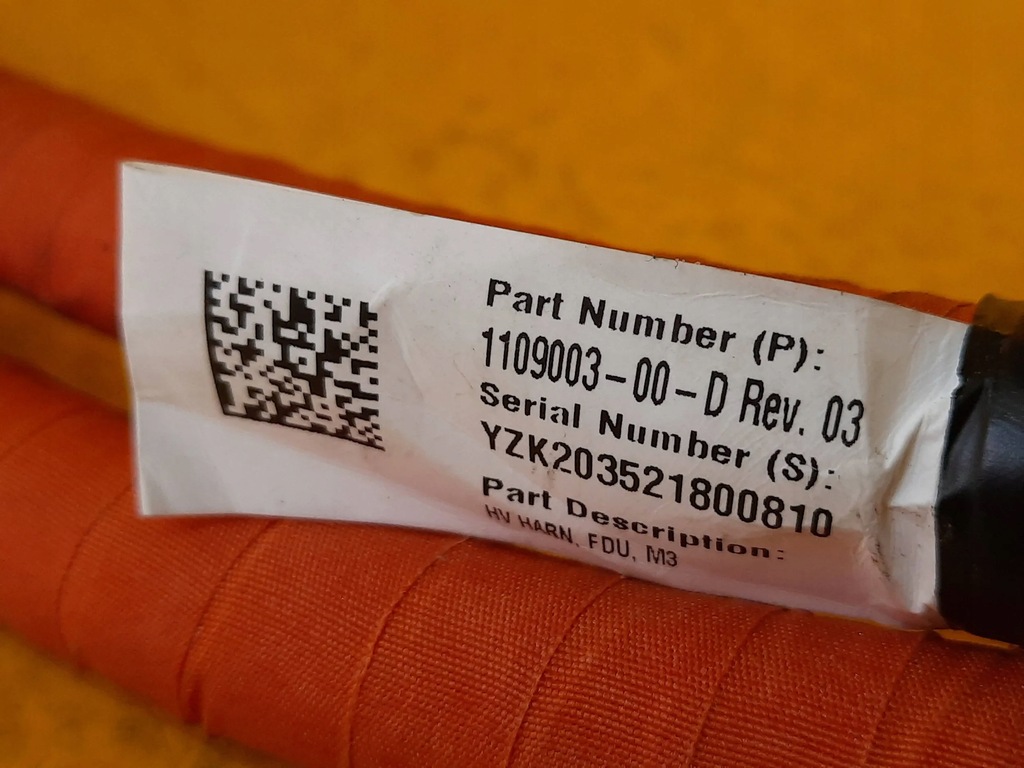 Part Number (P):
1109003-00-D Rev. 03
Serial Number (S):
YZK203521800810
Part Description:
HV HARN, FDU, M3